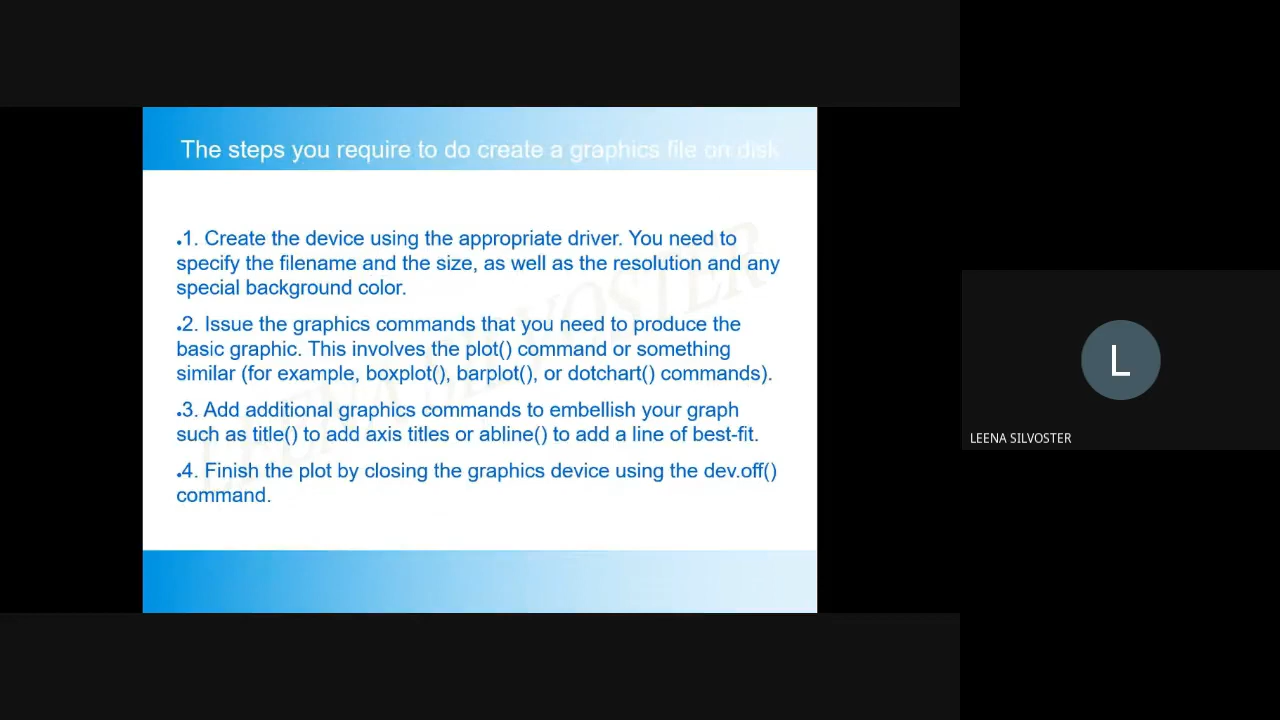 The steps you require to do create a graphics file on disk
•1. Create the device using the appropriate driver. You need to
specify the filename and the size, as well as the resolution and any
special background color.
•2. Issue the graphics commands that you need to produce the
basic graphic. This involves the plot() command or something
similar (for example, boxplot(), barplot(), or dotchart() commands).
•3. Add additional graphics commands to embellish your graph
such as title() to add axis titles or abline() to add a line of best-fit.
•4. Finish the plot by closing the graphics device using the dev.off()
command.
LEENA SILVOSTER
L
LEENA SILVOSTER